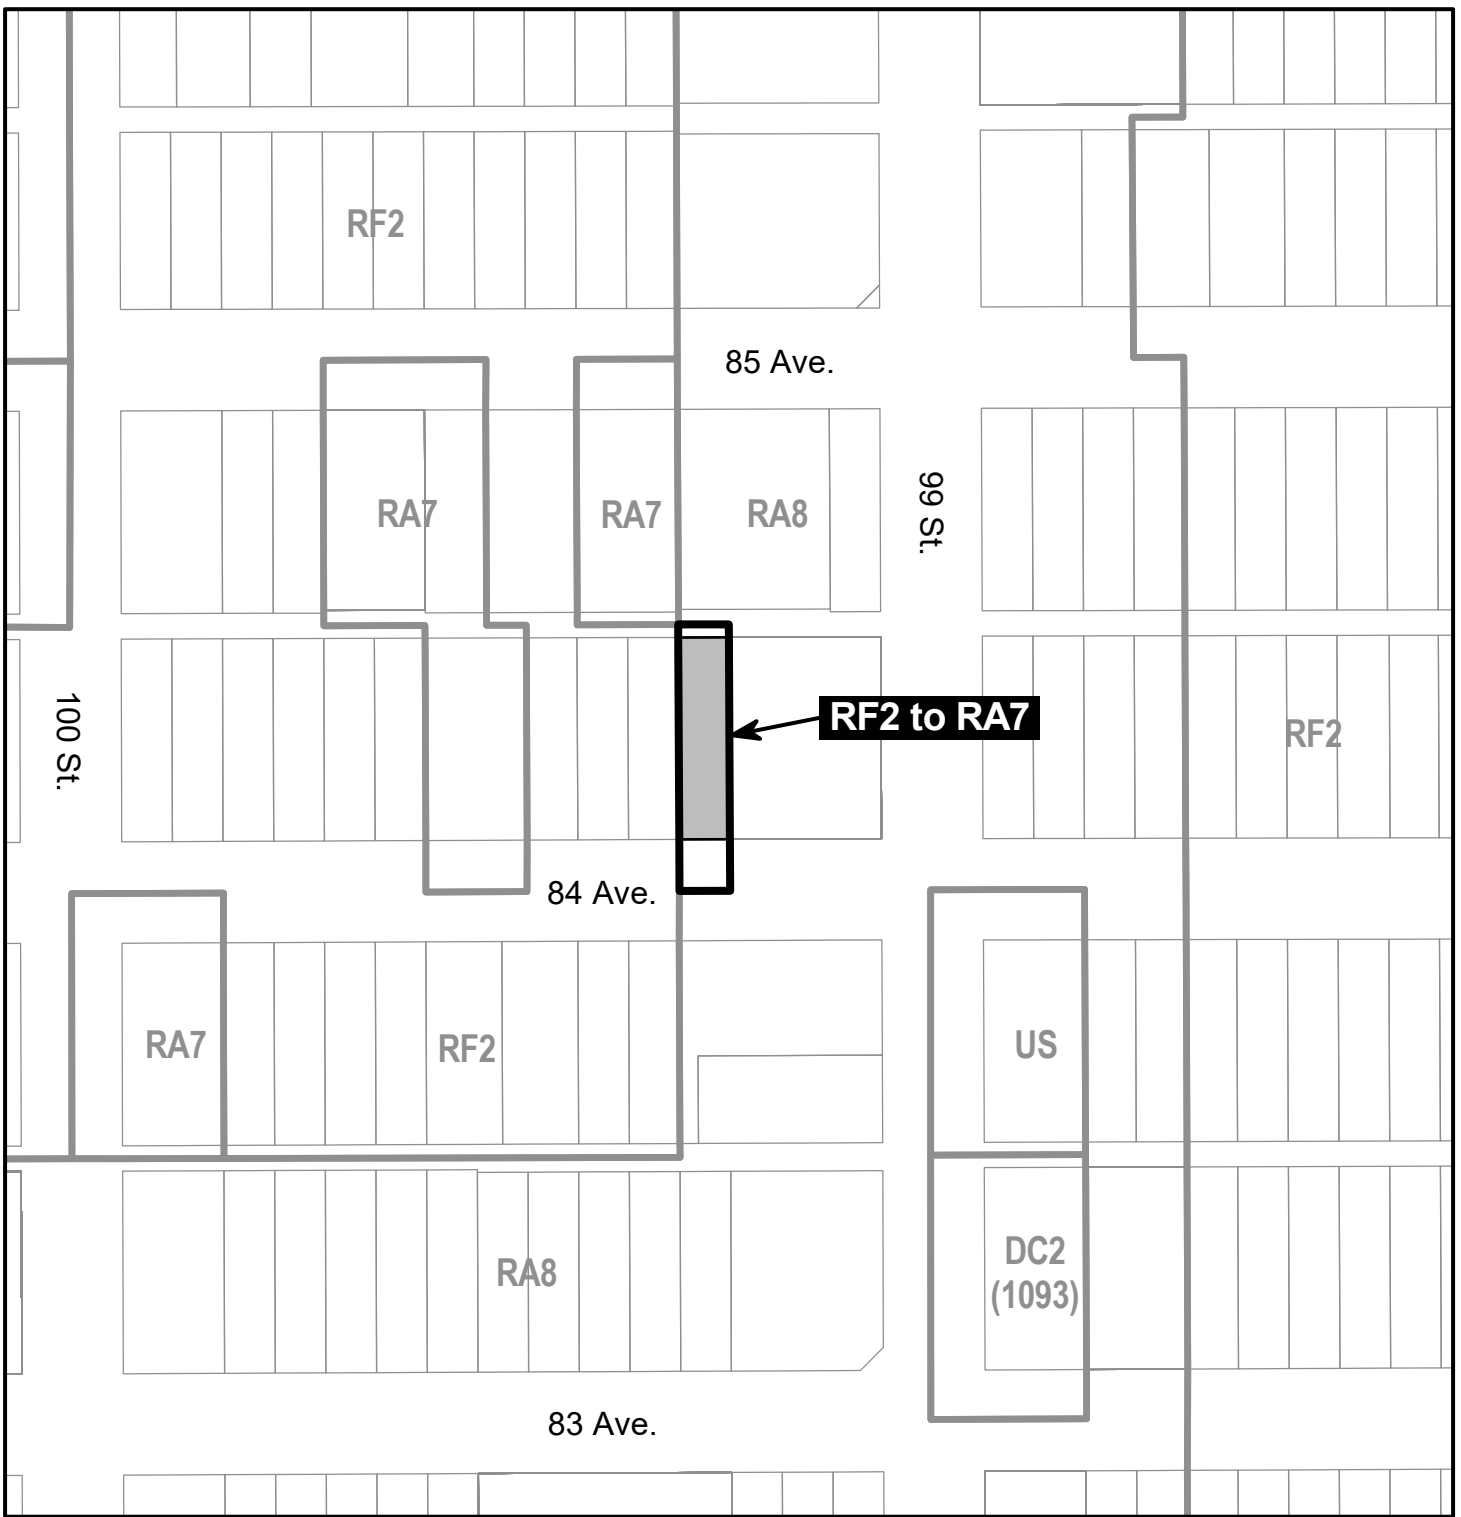 RF2
85 Ave.
RA7
RA7
RA8
99 St.
100 St.
RF2 to RA7
RF2
84 Ave.
RA7
RF2
US
RA8
DC2
(1093)
83 Ave.